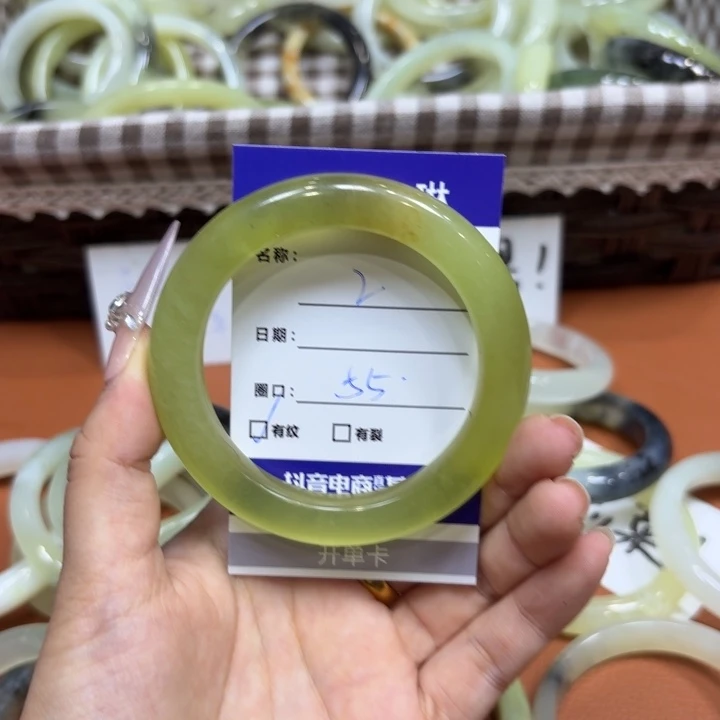 琳
名称：2
日期：
圈口：55
☑有纹 ☐有裂
抖音电商
开单卡
！